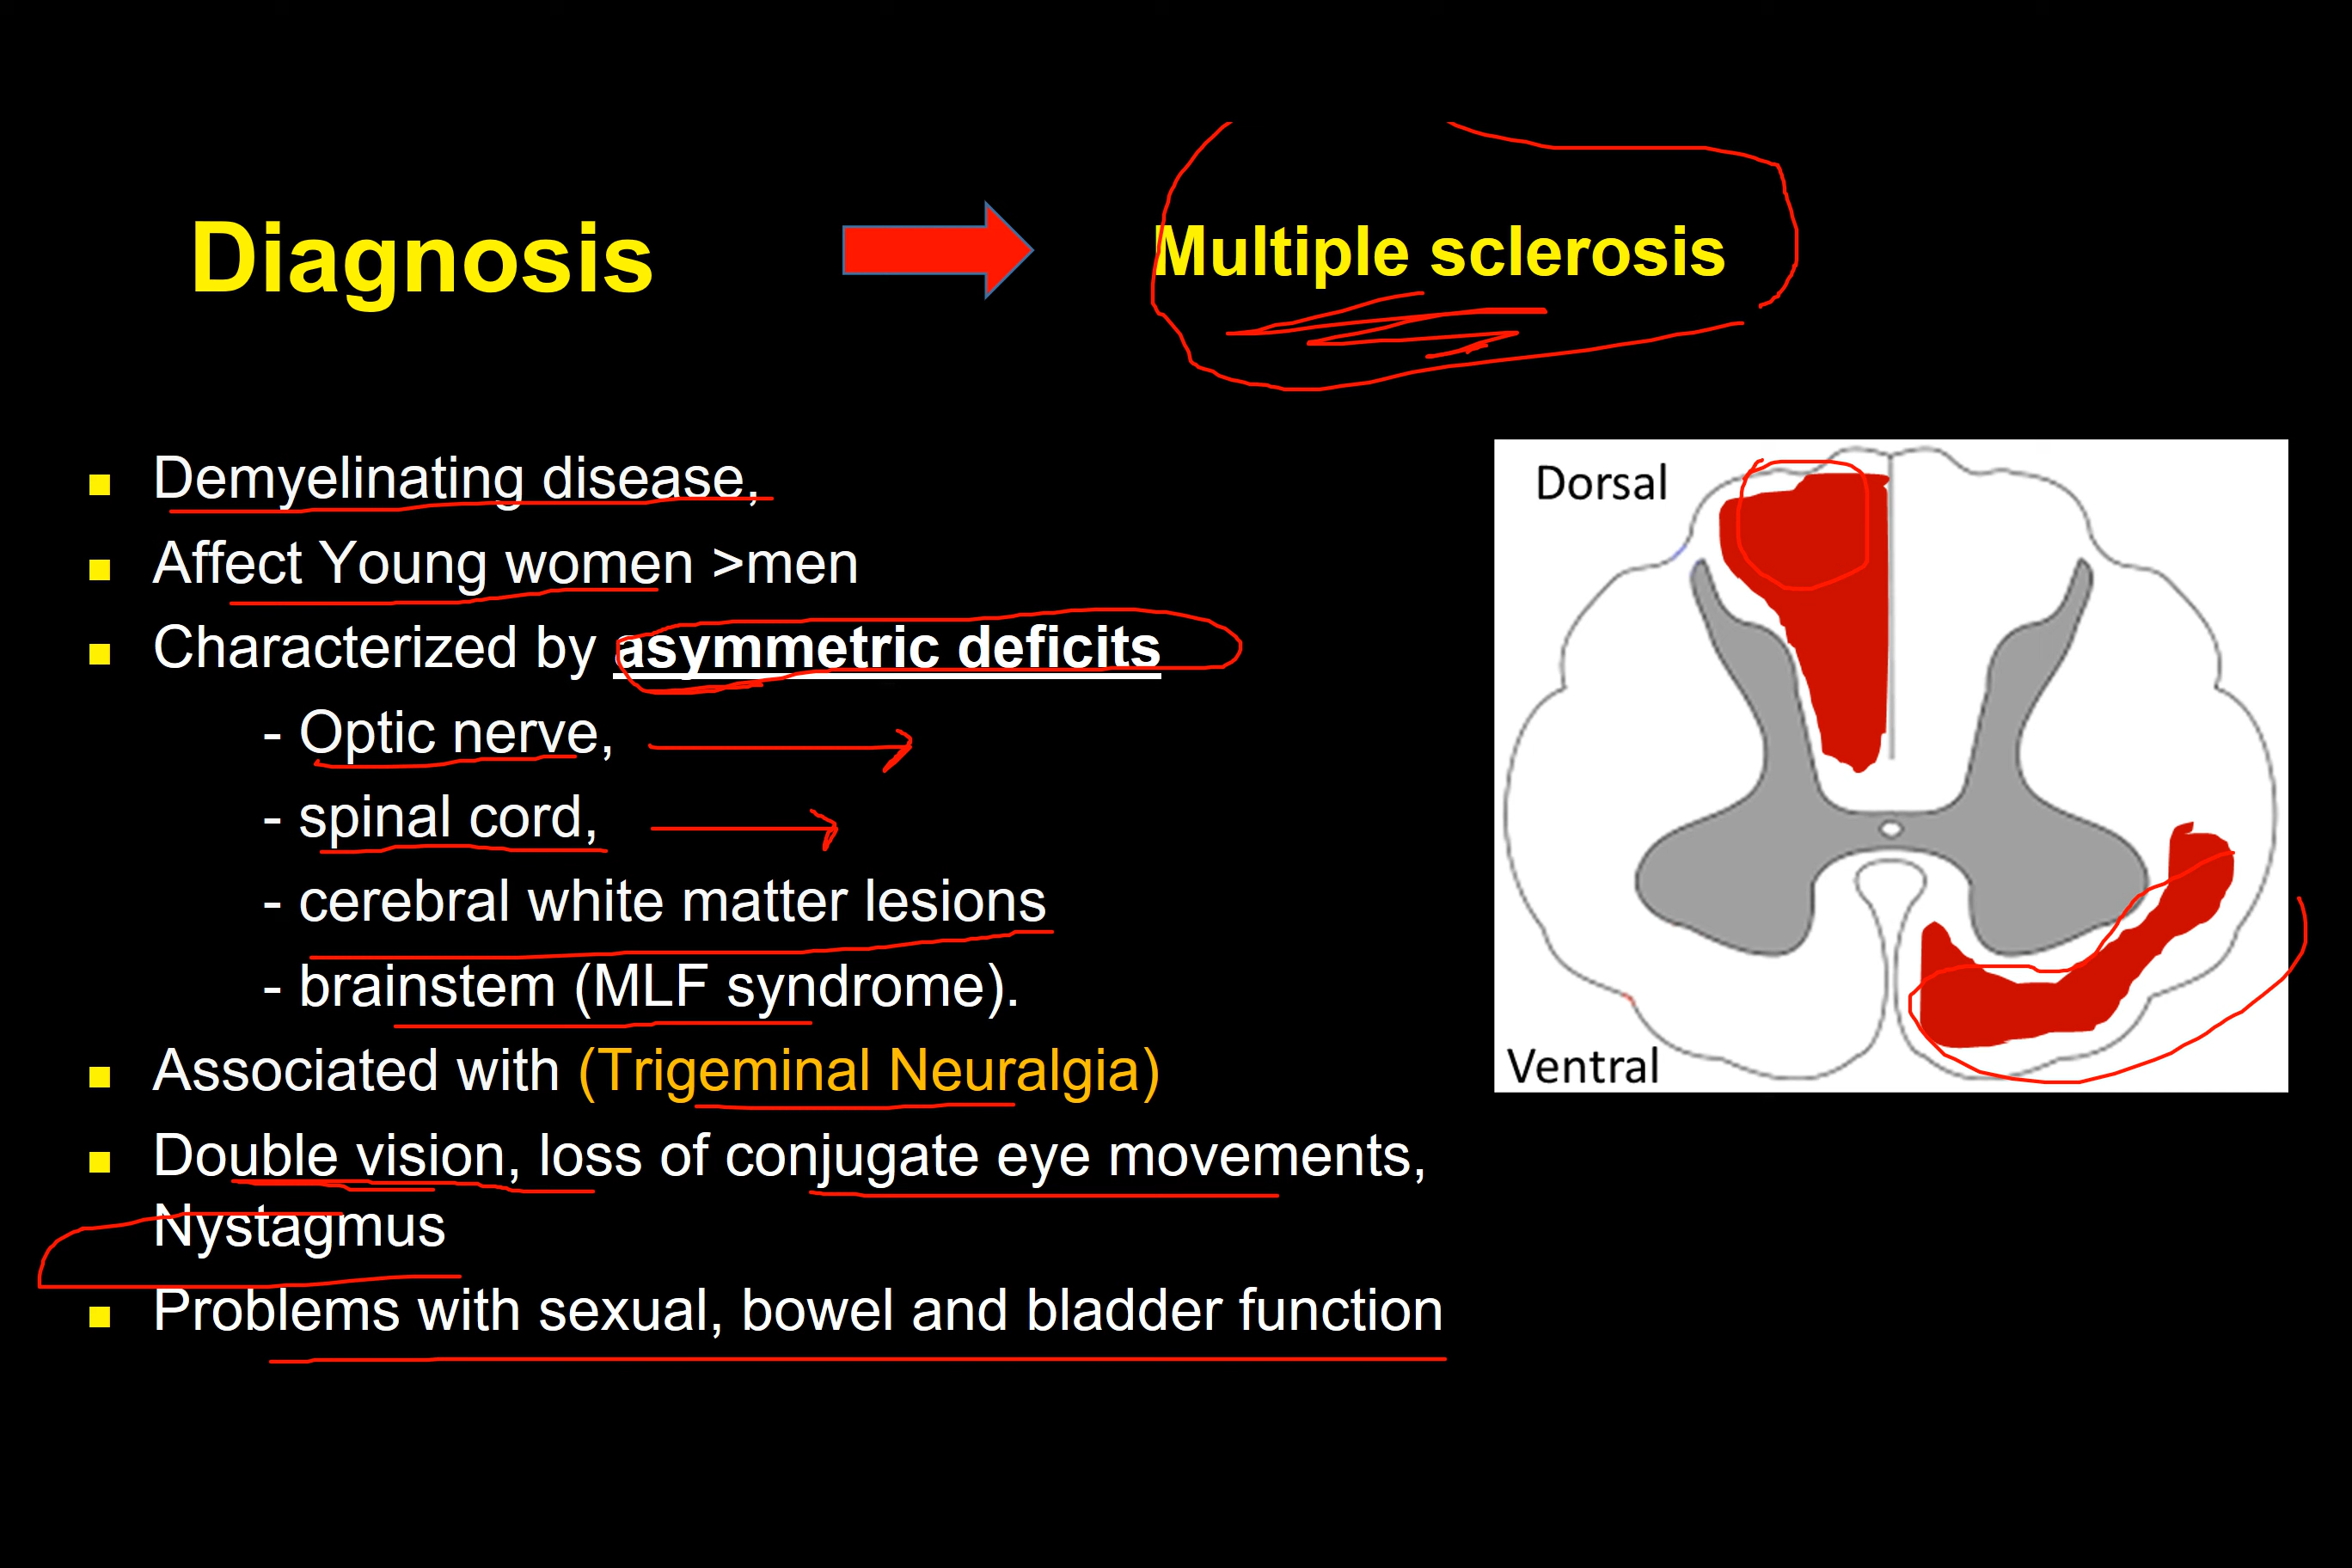 Diagnosis
Multiple sclerosis
Demyelinating disease,
Affect Young women >men
Characterized by asymmetric deficits
- Optic nerve,
- spinal cord,
- cerebral white matter lesions
- brainstem (MLF syndrome).
Associated with (Trigeminal Neuralgia)
Double vision, loss of conjugate eye movements,
Nystagmus
Problems with sexual, bowel and bladder function
Dorsal
Ventral